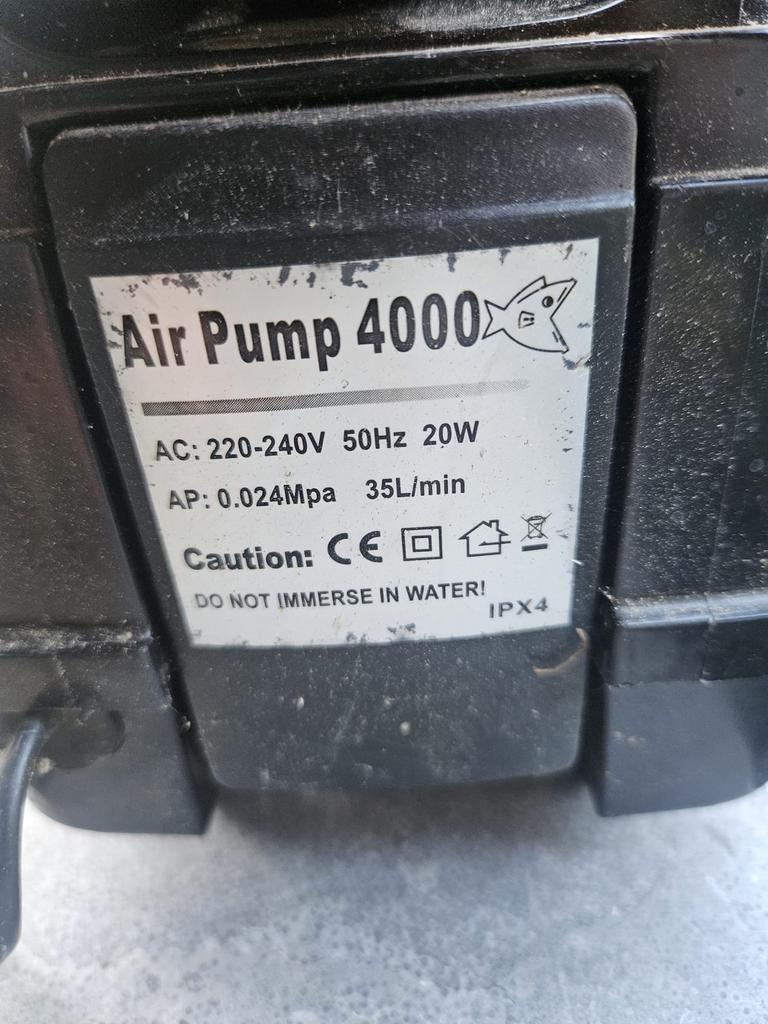 Air Pump 4000
AC: 220-240V 50Hz 20W
AP: 0.024Mpa 35L/min
Caution: CE
DO NOT IMMERSE IN WATER!
IPX4